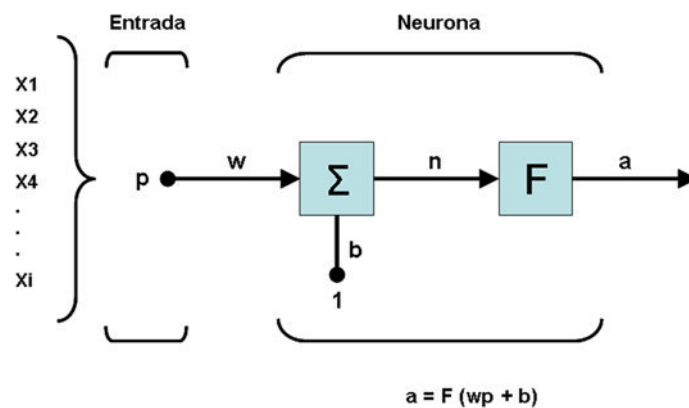 Entrada
Neurona
X1
X2
X3
X4
.
.
.
Xi
p
w
Σ
n
F
a
b
1
a = F (wp + b)